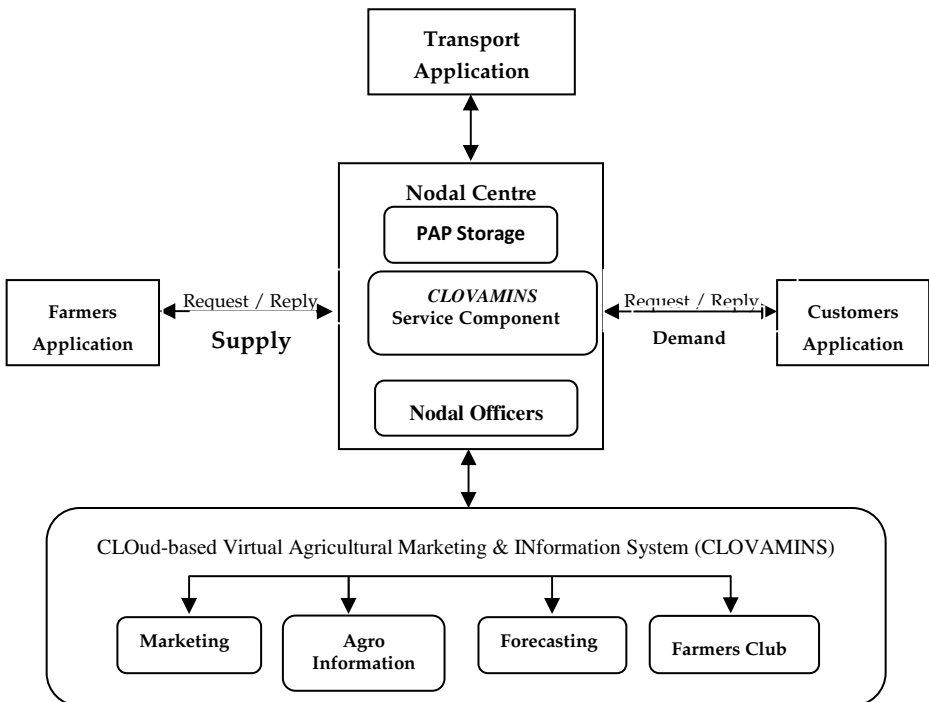 Transport
Application
Nodal Centre
PAP Storage
CLOVAMINS
Service Component
Nodal Officers
Farmers
Application
Request / Reply
Supply
Request / Reply
Demand
Customers
Application
CLOud-based Virtual Agricultural Marketing & INformation System (CLOVAMINS)
Marketing
Agro
Information
Forecasting
Farmers Club